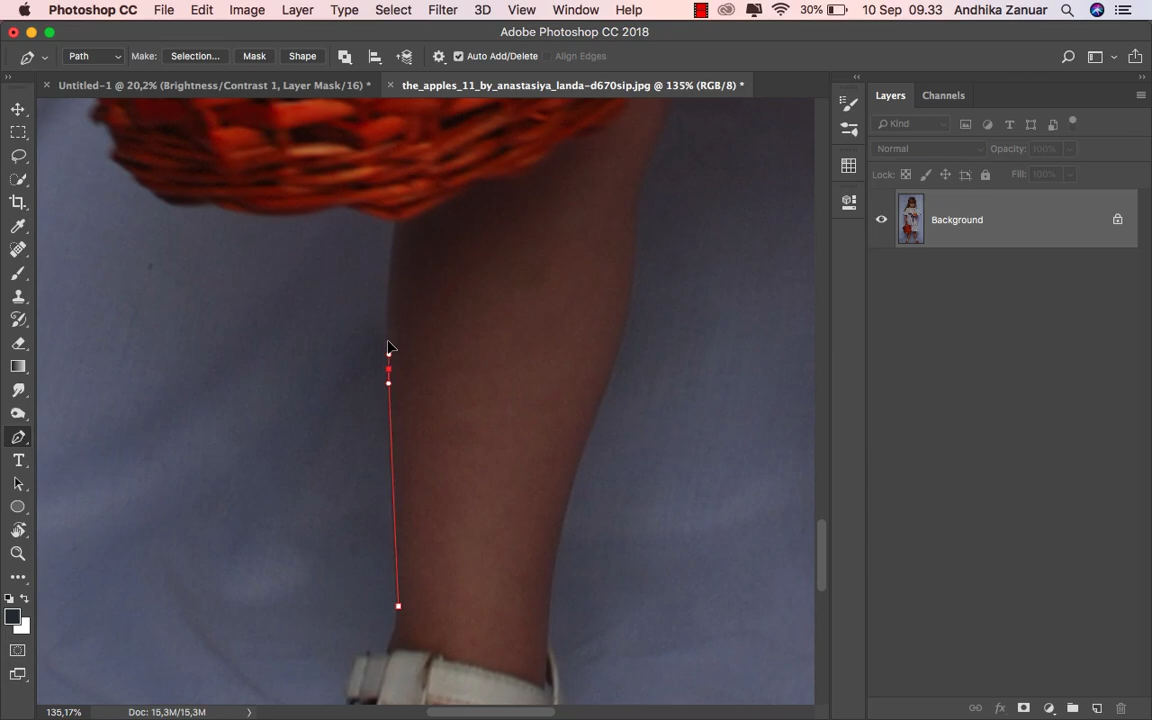 Photoshop CC File Edit Image Layer Type Select Filter 3D View Window Help 30% 10 Sep 09.33 Andhika Zanuar
Adobe Photoshop CC 2018
Path Make: Selection... Mask Shape Auto Add/Delete Align Edges
Untitled-1 @ 20,2% (Brightness/Contrast 1, Layer Mask/16) * the_apples_11_by_anastasiya_landa-d670sip.jpg @ 135% (RGB/8) *
Layers Channels
Kind
Normal Opacity: 100%
Lock: Fill: 100%
Background
135,17% Doc: 15,3M/15,3M